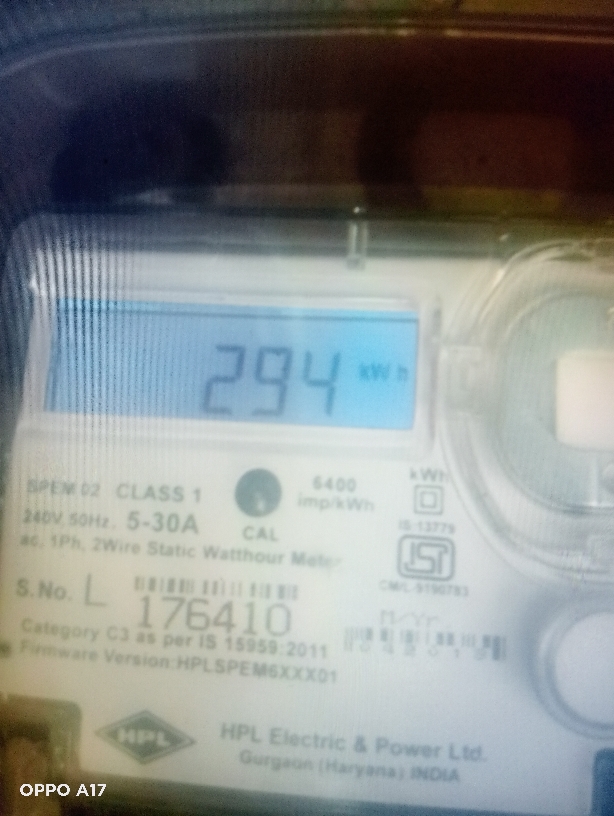 294 kWh
SPEM 02 CLASS 1
6400
imp/kWh
kWh
240V, 50Hz, 5-30A
CAL
IS-13779
ac, 1Ph, 2Wire Static Watthour Meter
S.No. L
176410
CM/L-9190783
M/Yr.
Category C3 as per IS 15959:2011
Firmware Version:HPLSPEM6XXX01
HPL
HPL Electric & Power Ltd.
Gurgaon (Haryana) INDIA
OPPO A17